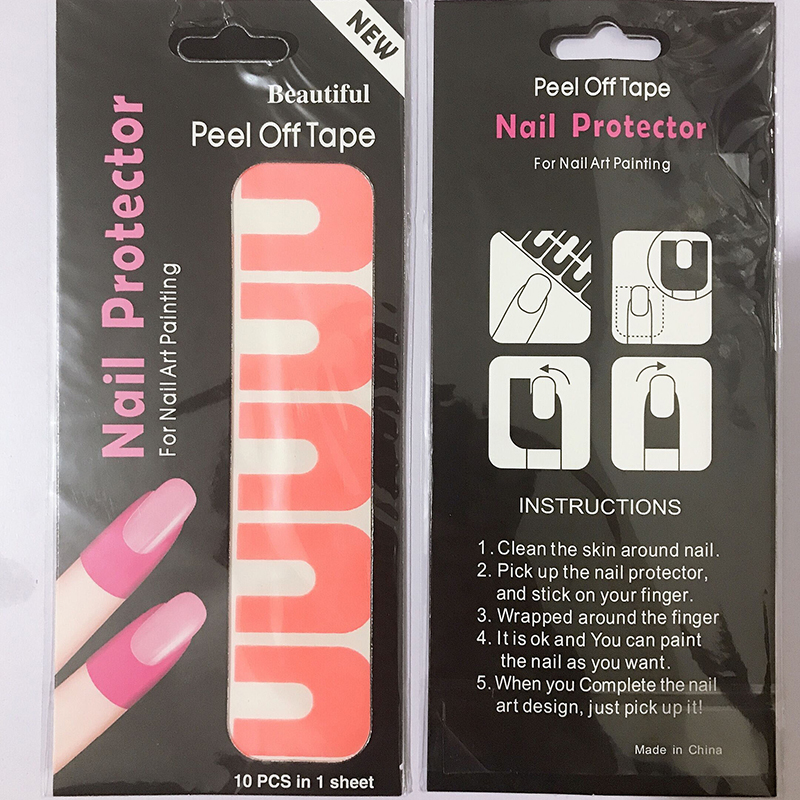 NEW
Beautiful
Peel Off Tape
Nail Protector
For Nail Art Painting
10 PCS in 1 sheet
Peel Off Tape
Nail Protector
For Nail Art Painting
INSTRUCTIONS
1. Clean the skin around nail.
2. Pick up the nail protector,
and stick on your finger.
3. Wrapped around the finger
4. It is ok and You can paint
the nail as you want.
5. When you Complete the nail
art design, just pick up it!
Made in China